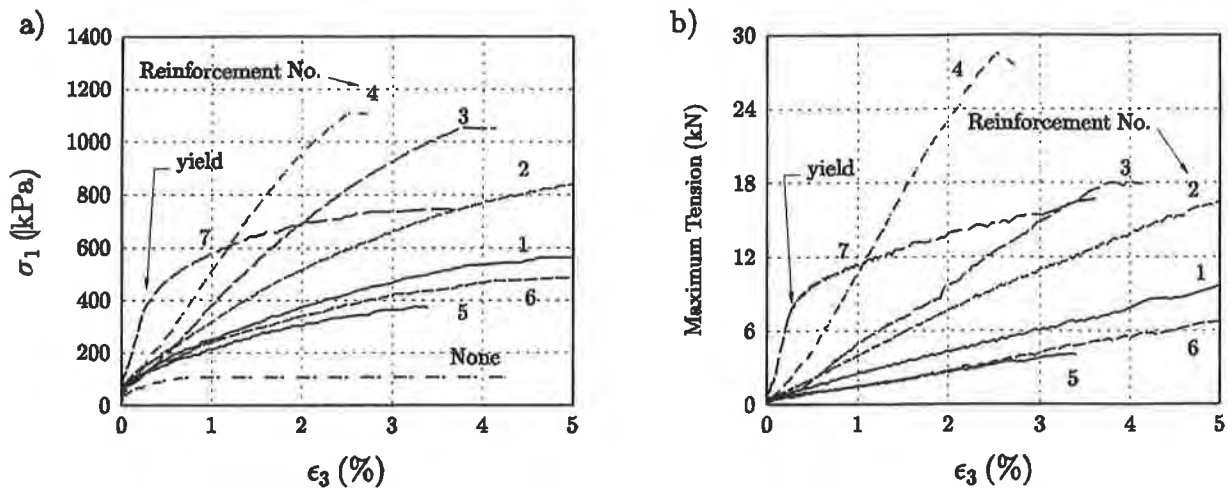 a)
1400
1200
1000
800
600
400
200
0
σ₁ (kPa)
Reinforcement No.
4
3
2
yield
7
1
6
5
None
0 1 2 3 4 5
ϵ₃ (%)
b)
30
24
18
12
6
0
Maximum Tension (kN)
4
Reinforcement No.
3
2
yield
7
1
6
5
0 1 2 3 4 5
ϵ₃ (%)